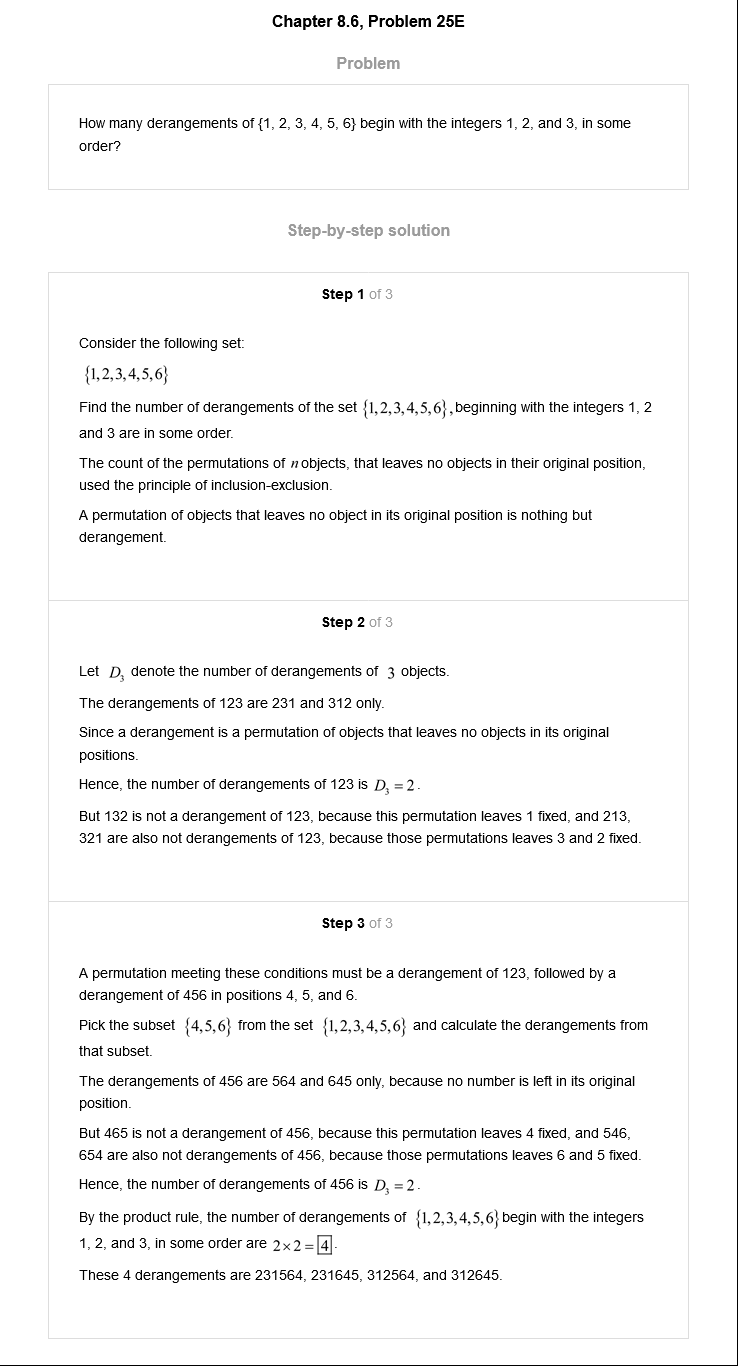 Chapter 8.6, Problem 25E
Problem
How many derangements of {1, 2, 3, 4, 5, 6} begin with the integers 1, 2, and 3, in some
order?
Step-by-step solution
Step 1 of 3
Consider the following set:
{1,2,3,4,5,6}
Find the number of derangements of the set {1,2,3,4,5,6}, beginning with the integers 1, 2
and 3 are in some order.
The count of the permutations of n objects, that leaves no objects in their original position,
used the principle of inclusion-exclusion.
A permutation of objects that leaves no object in its original position is nothing but
derangement.
Step 2 of 3
Let D₃ denote the number of derangements of 3 objects.
The derangements of 123 are 231 and 312 only.
Since a derangement is a permutation of objects that leaves no objects in its original
positions.
Hence, the number of derangements of 123 is D₃ = 2.
But 132 is not a derangement of 123, because this permutation leaves 1 fixed, and 213,
321 are also not derangements of 123, because those permutations leaves 3 and 2 fixed.
Step 3 of 3
A permutation meeting these conditions must be a derangement of 123, followed by a
derangement of 456 in positions 4, 5, and 6.
Pick the subset {4,5,6} from the set {1,2,3,4,5,6} and calculate the derangements from
that subset.
The derangements of 456 are 564 and 645 only, because no number is left in its original
position.
But 465 is not a derangement of 456, because this permutation leaves 4 fixed, and 546,
654 are also not derangements of 456, because those permutations leaves 6 and 5 fixed.
Hence, the number of derangements of 456 is D₃ = 2.
By the product rule, the number of derangements of {1,2,3,4,5,6} begin with the integers
1, 2, and 3, in some order are 2×2 = 4.
These 4 derangements are 231564, 231645, 312564, and 312645.